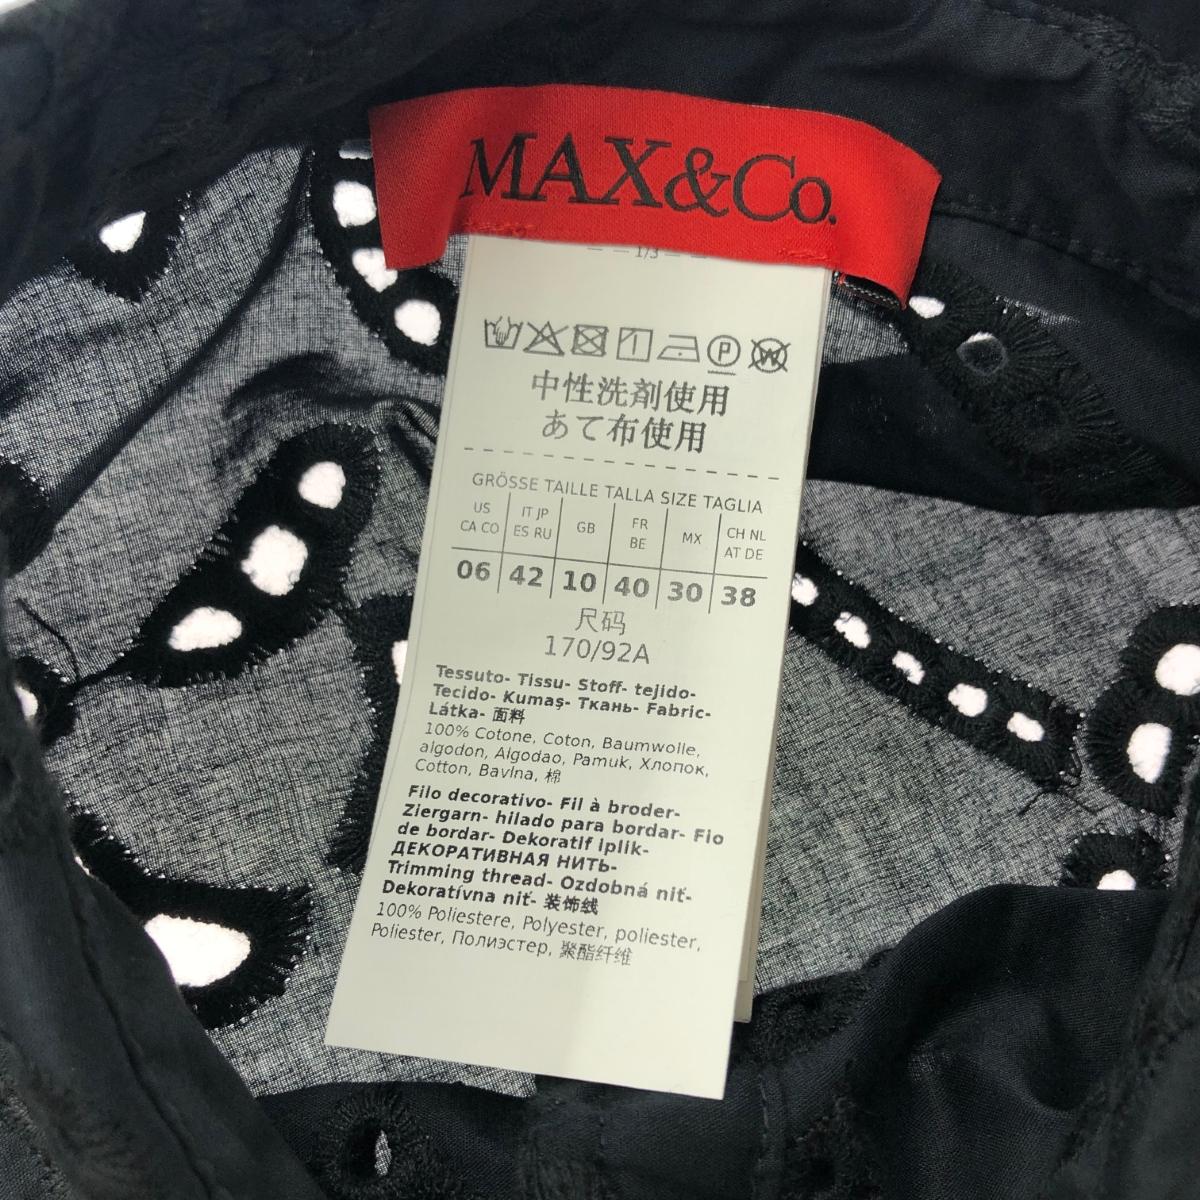 MAX&Co.
— — 1/3 — —
P W
中性洗剤使用
あて布使用
GRÖSSE TAILLE TALLA SIZE TAGLIA
US CA CO | IT JP ES RU | GB | FR BE | MX | CH NL AT DE
06 | 42 | 10 | 40 | 30 | 38
尺码
170/92A
Tessuto- Tissu- Stoff- tejido-
Tecido- Kumaş- Ткань- Fabric-
Látka- 面料
100% Cotone, Coton, Baumwolle,
algodon, Algodao, Pamuk, Хлопок,
Cotton, Bavlna, 棉
Filo decorativo- Fil à broder-
Ziergarn- hilado para bordar- Fio
de bordar- Dekoratif iplik-
ДЕКОРАТИВНАЯ НИТЬ-
Trimming thread- Ozdobná niť-
Dekoratívna niť- 装饰线
100% Poliestere, Polyester, poliester,
Poliester, Полиэстер, 聚酯纤维